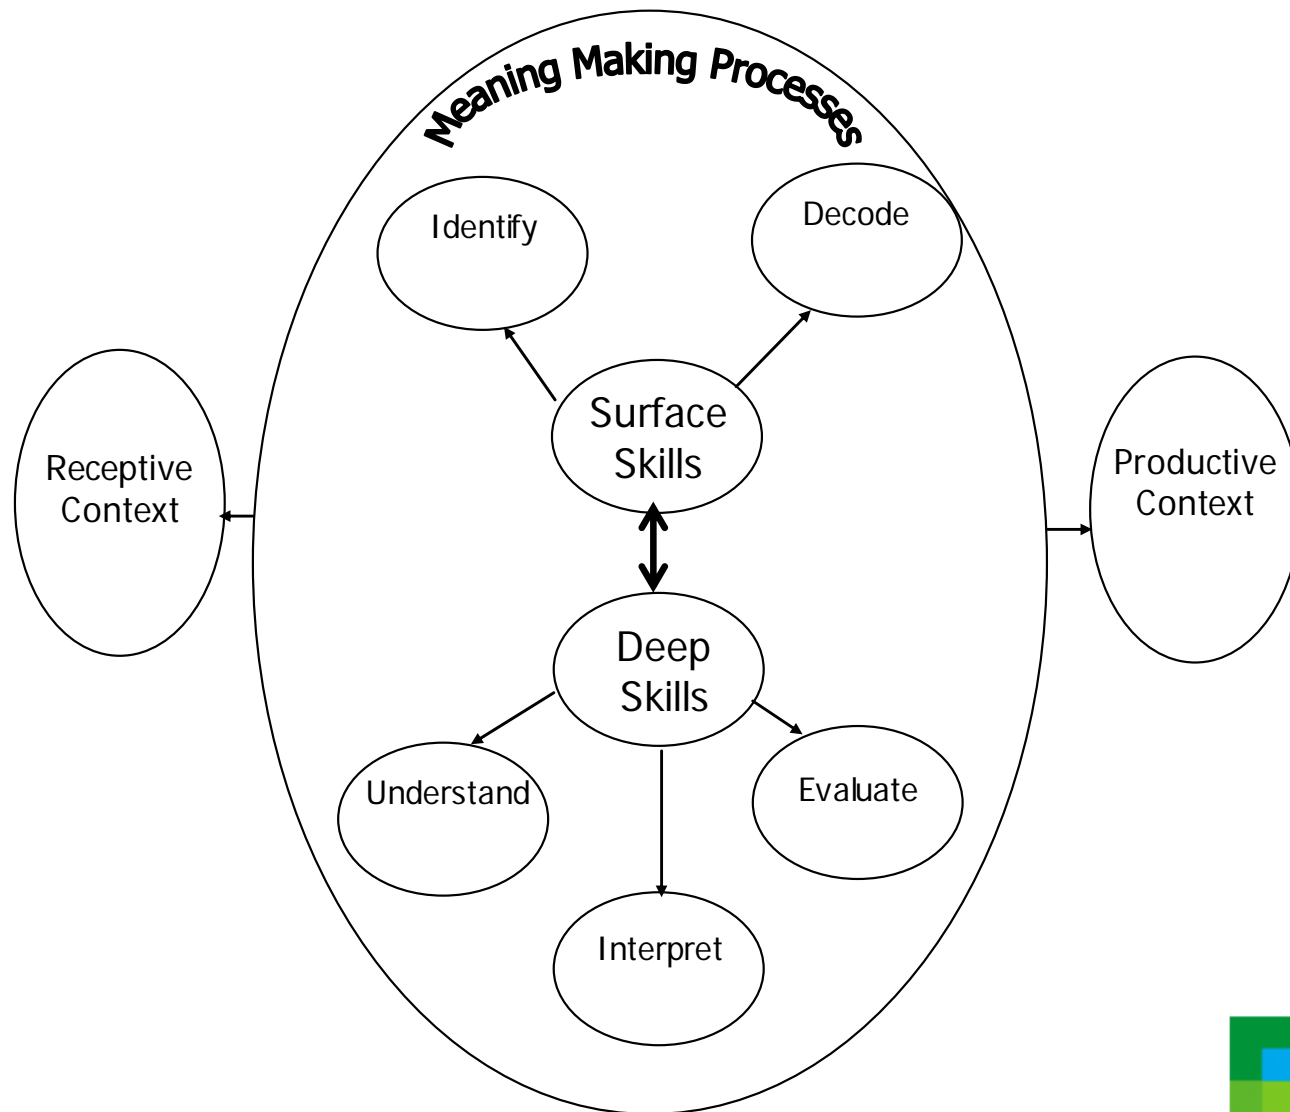 Meaning Making Processes
Identify
Decode
Surface
Skills
Receptive
Context
Productive
Context
Deep
Skills
Understand
Evaluate
Interpret